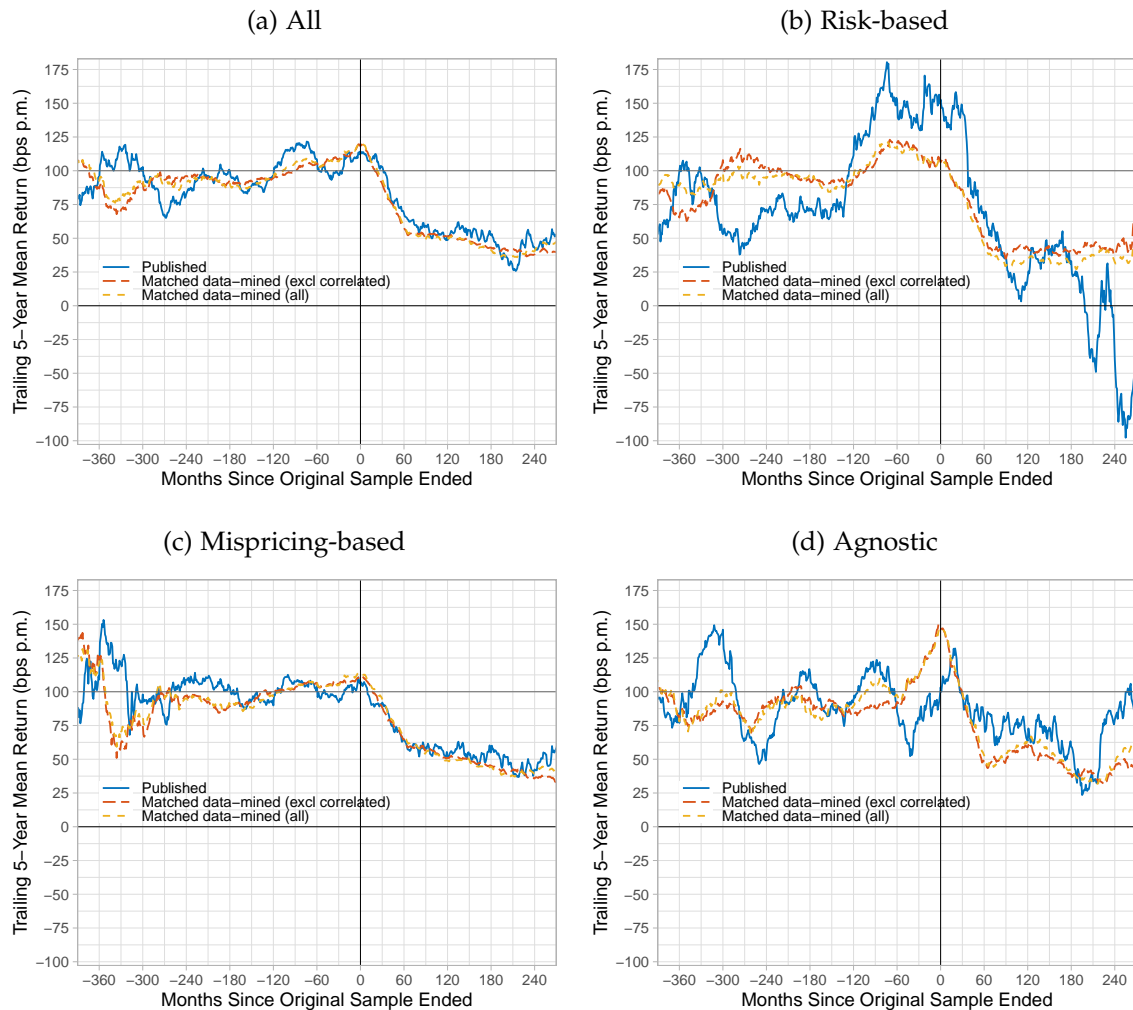 (a) All
Trailing 5−Year Mean Return (bps p.m.)
175
150
125
100
75
50
25
0
−25
−50
−75
−100
Published
Matched data−mined (excl correlated)
Matched data−mined (all)
−360 −300 −240 −180 −120 −60 0 60 120 180 240
Months Since Original Sample Ended
(b) Risk-based
Trailing 5−Year Mean Return (bps p.m.)
175
150
125
100
75
50
25
0
−25
−50
−75
−100
Published
Matched data−mined (excl correlated)
Matched data−mined (all)
−360 −300 −240 −180 −120 −60 0 60 120 180 240
Months Since Original Sample Ended
(c) Mispricing-based
Trailing 5−Year Mean Return (bps p.m.)
175
150
125
100
75
50
25
0
−25
−50
−75
−100
Published
Matched data−mined (excl correlated)
Matched data−mined (all)
−360 −300 −240 −180 −120 −60 0 60 120 180 240
Months Since Original Sample Ended
(d) Agnostic
Trailing 5−Year Mean Return (bps p.m.)
175
150
125
100
75
50
25
0
−25
−50
−75
−100
Published
Matched data−mined (excl correlated)
Matched data−mined (all)
−360 −300 −240 −180 −120 −60 0 60 120 180 240
Months Since Original Sample Ended